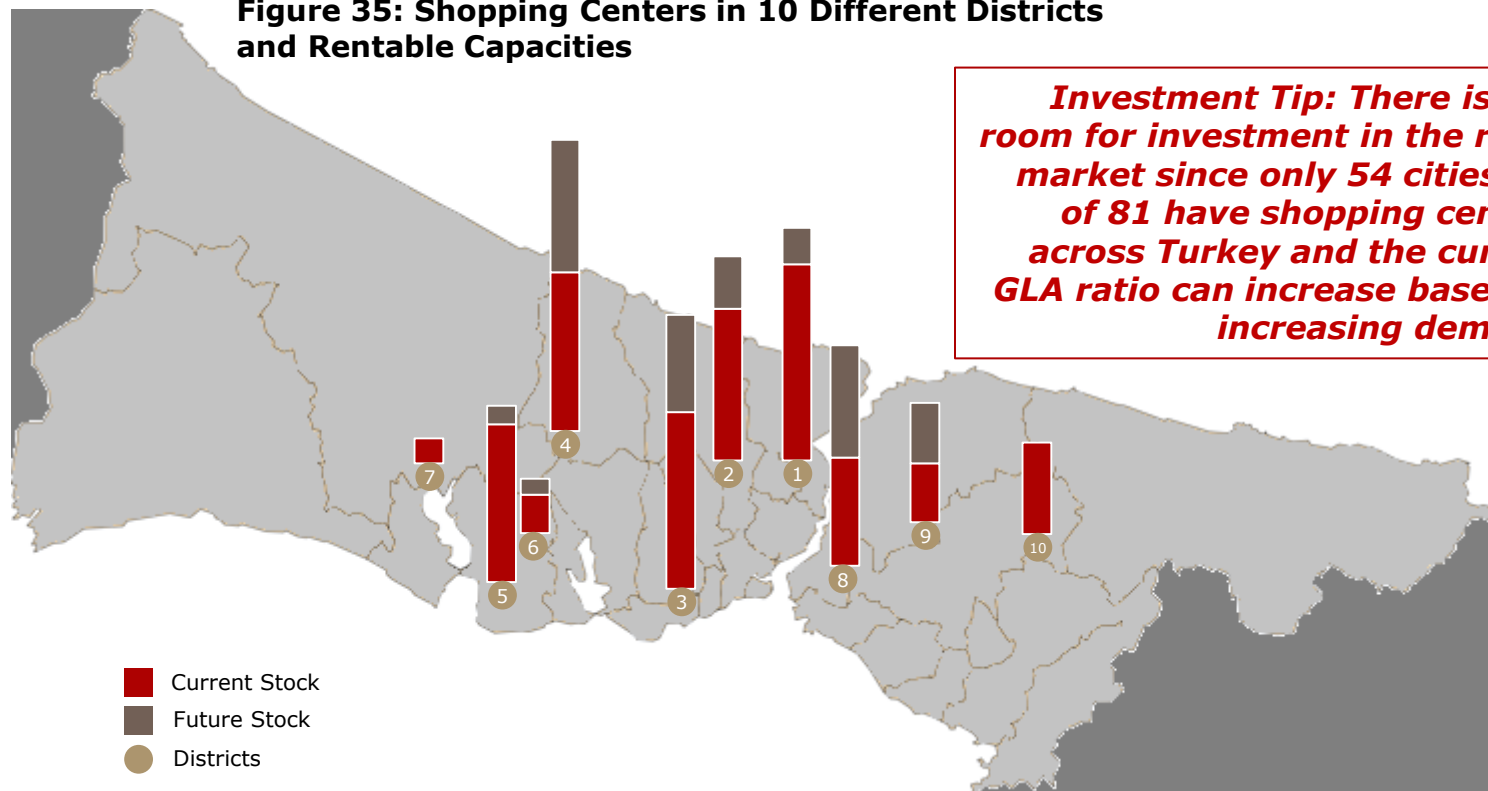 Figure 35: Shopping Centers in 10 Different Districts
and Rentable Capacities
Investment Tip: There is
room for investment in the
market since only 54 cities
of 81 have shopping
across Turkey and the
GLA ratio can increase
increasing
4
2
1
7
6
9
10
8
5
3
Current Stock
Future Stock
Districts